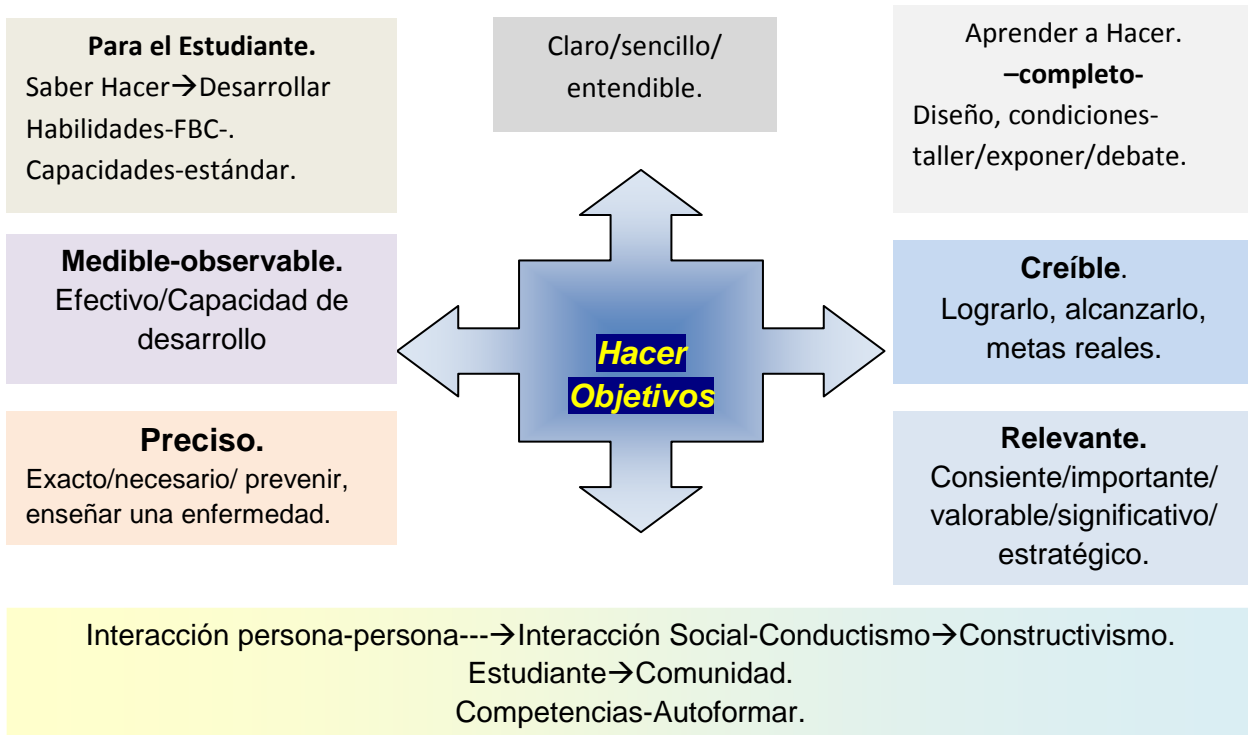 Para el Estudiante.
Saber Hacer→Desarrollar
Habilidades-FBC-.
Capacidades-estándar.
Claro/sencillo/
entendible.
Aprender a Hacer.
–completo-
Diseño, condiciones-
taller/exponer/debate.
Medible-observable.
Efectivo/Capacidad de
desarrollo
Hacer
Objetivos
Creíble.
Lograrlo, alcanzarlo,
metas reales.
Preciso.
Exacto/necesario/ prevenir,
enseñar una enfermedad.
Relevante.
Consiente/importante/
valorable/significativo/
estratégico.
Interacción persona-persona---→Interacción Social-Conductismo→Constructivismo.
Estudiante→Comunidad.
Competencias-Autoformar.